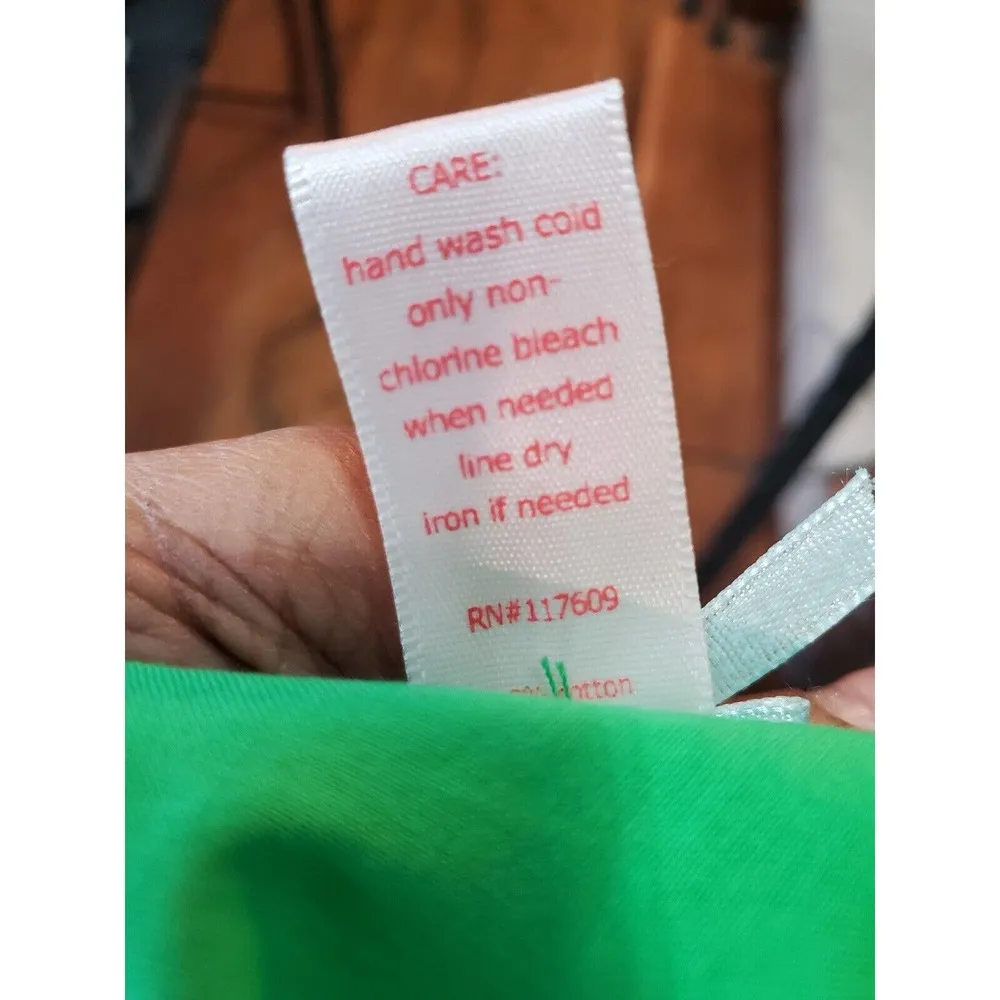 CARE:
hand wash cold
only non-
chlorine bleach
when needed
line dry
iron if needed
RN#117609